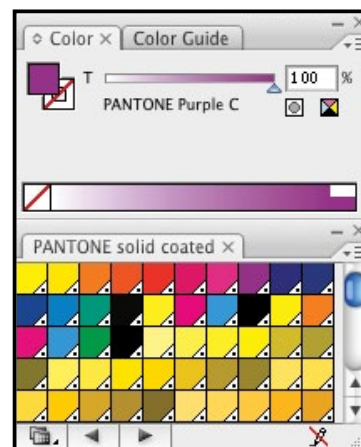 Color × Color Guide
T 100 %
PANTONE Purple C
PANTONE solid coated ×